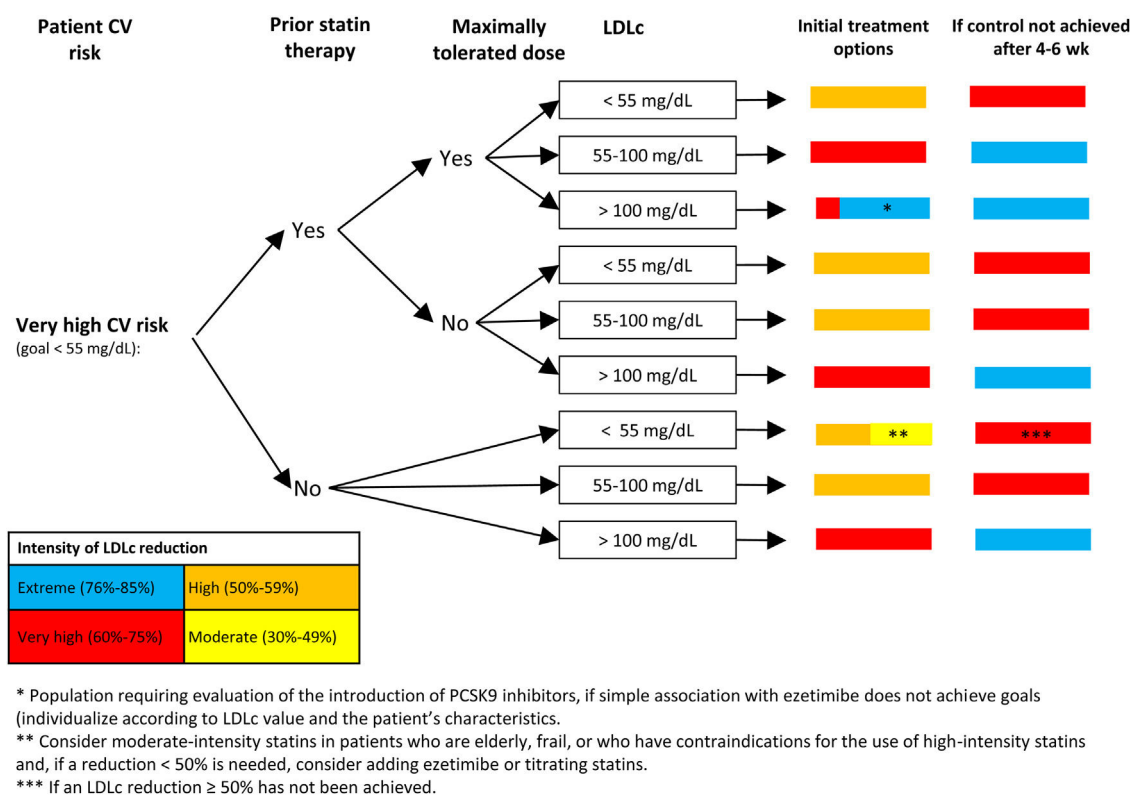 Patient CV
risk
Prior statin
therapy
Maximally
tolerated dose
LDLc
Initial treatment
options
If control not achieved
after 4-6 wk
< 55 mg/dL
Yes
55-100 mg/dL
> 100 mg/dL
*
Yes
< 55 mg/dL
Very high CV risk
(goal < 55 mg/dL):
No
55-100 mg/dL
> 100 mg/dL
< 55 mg/dL
**
***
No
55-100 mg/dL
> 100 mg/dL
Intensity of LDLc reduction
Extreme (76%-85%)
High (50%-59%)
Very high (60%-75%)
Moderate (30%-49%)
* Population requiring evaluation of the introduction of PCSK9 inhibitors, if simple association with ezetimibe does not achieve goals
(individualize according to LDLc value and the patient's characteristics.
** Consider moderate-intensity statins in patients who are elderly, frail, or who have contraindications for the use of high-intensity statins
and, if a reduction < 50% is needed, consider adding ezetimibe or titrating statins.
*** If an LDLc reduction ≥ 50% has not been achieved.